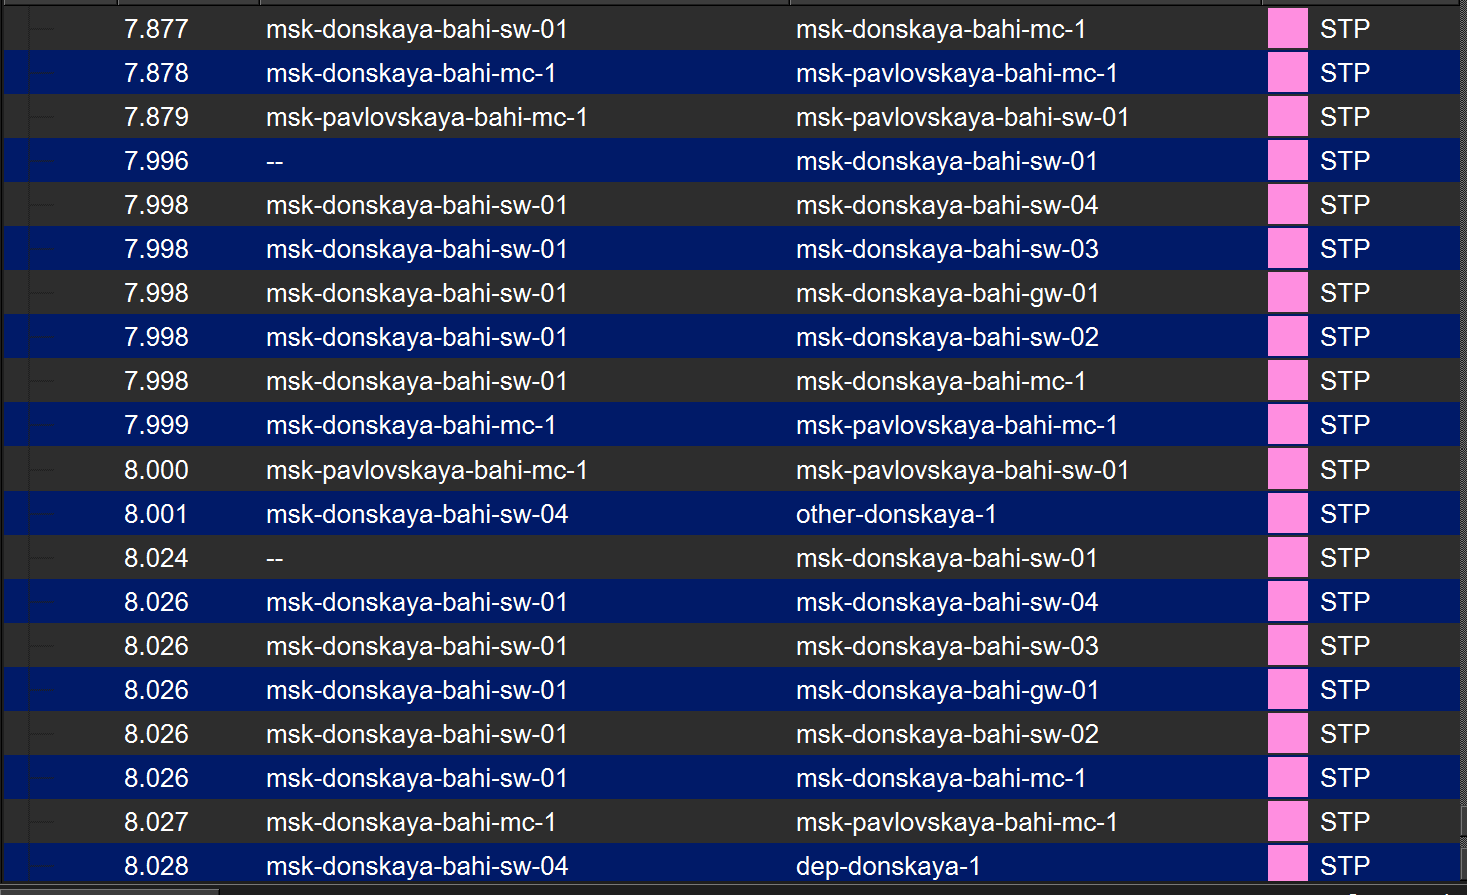 7.877 msk-donskaya-bahi-sw-01 msk-donskaya-bahi-mc-1 STP
7.878 msk-donskaya-bahi-mc-1 msk-pavlovskaya-bahi-mc-1 STP
7.879 msk-pavlovskaya-bahi-mc-1 msk-pavlovskaya-bahi-sw-01 STP
7.996 -- msk-donskaya-bahi-sw-01 STP
7.998 msk-donskaya-bahi-sw-01 msk-donskaya-bahi-sw-04 STP
7.998 msk-donskaya-bahi-sw-01 msk-donskaya-bahi-sw-03 STP
7.998 msk-donskaya-bahi-sw-01 msk-donskaya-bahi-gw-01 STP
7.998 msk-donskaya-bahi-sw-01 msk-donskaya-bahi-sw-02 STP
7.998 msk-donskaya-bahi-sw-01 msk-donskaya-bahi-mc-1 STP
7.999 msk-donskaya-bahi-mc-1 msk-pavlovskaya-bahi-mc-1 STP
8.000 msk-pavlovskaya-bahi-mc-1 msk-pavlovskaya-bahi-sw-01 STP
8.001 msk-donskaya-bahi-sw-04 other-donskaya-1 STP
8.024 -- msk-donskaya-bahi-sw-01 STP
8.026 msk-donskaya-bahi-sw-01 msk-donskaya-bahi-sw-04 STP
8.026 msk-donskaya-bahi-sw-01 msk-donskaya-bahi-sw-03 STP
8.026 msk-donskaya-bahi-sw-01 msk-donskaya-bahi-gw-01 STP
8.026 msk-donskaya-bahi-sw-01 msk-donskaya-bahi-sw-02 STP
8.026 msk-donskaya-bahi-sw-01 msk-donskaya-bahi-mc-1 STP
8.027 msk-donskaya-bahi-mc-1 msk-pavlovskaya-bahi-mc-1 STP
8.028 msk-donskaya-bahi-sw-04 dep-donskaya-1 STP